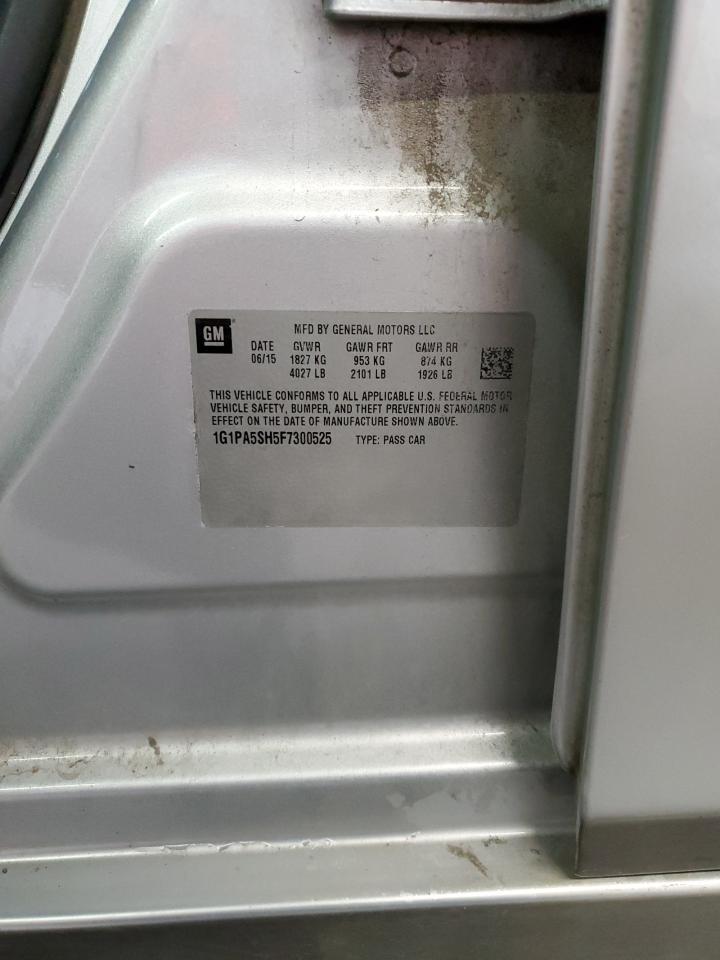 GM
MFD BY GENERAL MOTORS LLC
DATE GVWR GAWR FRT GAWR RR
06/15 1827 KG 953 KG 874 KG
4027 LB 2101 LB 1926 LB
THIS VEHICLE CONFORMS TO ALL APPLICABLE U.S. FEDERAL MOTOR
VEHICLE SAFETY, BUMPER, AND THEFT PREVENTION STANDARDS IN
EFFECT ON THE DATE OF MANUFACTURE SHOWN ABOVE.
1G1PA5SH5F7300525 TYPE: PASS CAR